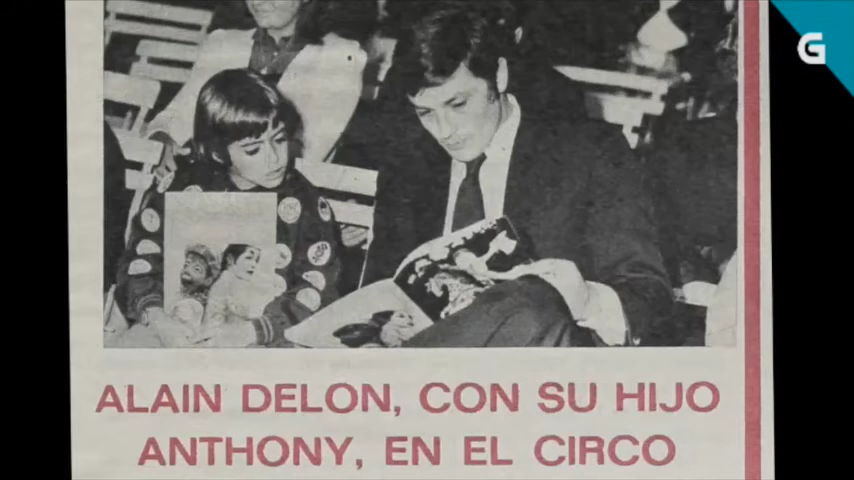 G
ALAIN DELON, CON SU HIJO
ANTHONY, EN EL CIRCO